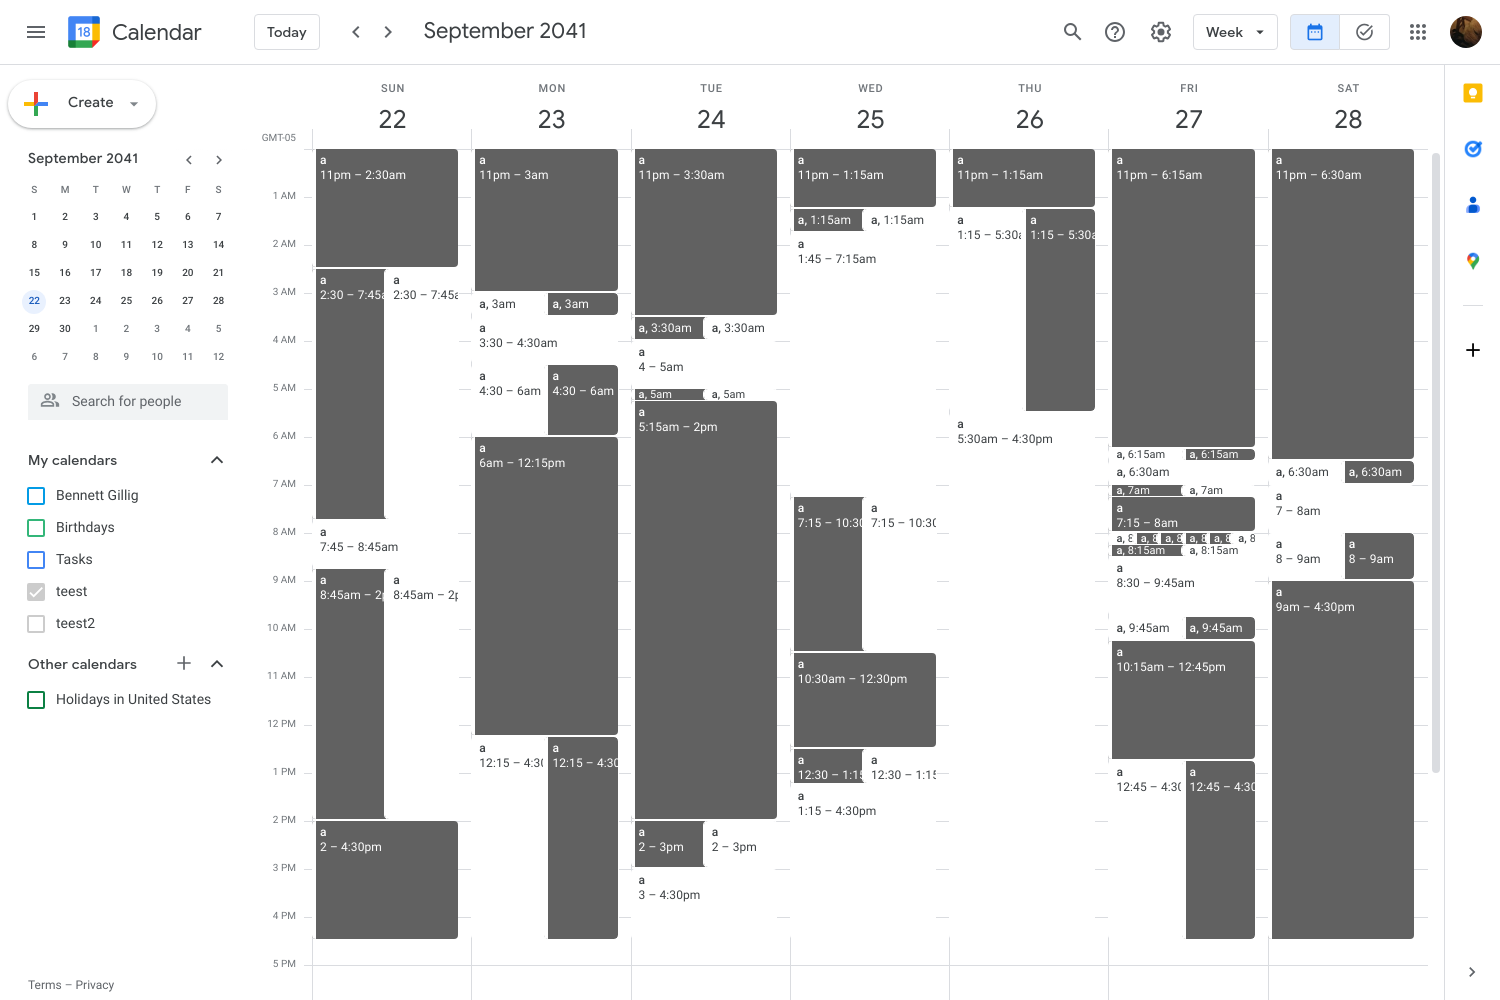 18 Calendar Today September 2041 Week
Create
SUN MON TUE WED THU FRI SAT
22 23 24 25 26 27 28
GMT-05
September 2041
S M T W T F S
1 2 3 4 5 6 7
8 9 10 11 12 13 14
15 16 17 18 19 20 21
22 23 24 25 26 27 28
29 30 1 2 3 4 5
6 7 8 9 10 11 12
Search for people
My calendars
Bennett Gillig
Birthdays
Tasks
teest
teest2
Other calendars
Holidays in United States
Terms – Privacy
1 AM
2 AM
3 AM
4 AM
5 AM
6 AM
7 AM
8 AM
9 AM
10 AM
11 AM
12 PM
1 PM
2 PM
3 PM
4 PM
5 PM
a
11pm – 2:30am
a
2:30 – 7:45a
a
2:30 – 7:45a
a
7:45 – 8:45am
a
8:45am – 2p
a
8:45am – 2p
a
2 – 4:30pm
a
11pm – 3am
a, 3am
a, 3am
a
3:30 – 4:30am
a
4:30 – 6am
a
4:30 – 6am
a
6am – 12:15pm
a
12:15 – 4:30
a
12:15 – 4:30
a
11pm – 3:30am
a, 3:30am
a, 3:30am
a
4 – 5am
a, 5am
a, 5am
a
5:15am – 2pm
a
2 – 3pm
a
2 – 3pm
a
3 – 4:30pm
a
11pm – 1:15am
a, 1:15am
a, 1:15am
a
1:45 – 7:15am
a
7:15 – 10:30
a
7:15 – 10:30
a
10:30am – 12:30pm
a
12:30 – 1:15
a
12:30 – 1:15
a
1:15 – 4:30pm
a
11pm – 1:15am
a
1:15 – 5:30a
a
1:15 – 5:30a
a
5:30am – 4:30pm
a
11pm – 6:15am
a, 6:15am
a, 6:15am
a, 6:30am
a, 7am
a, 7am
a
7:15 – 8am
a, 8
a, 8
a, 8
a, 8
a, 8
a, 8
a, 8:15am
a, 8:15am
a
8:30 – 9:45am
a, 9:45am
a, 9:45am
a
10:15am – 12:45pm
a
12:45 – 4:30
a
12:45 – 4:30
a
11pm – 6:30am
a, 6:30am
a, 6:30am
a
7 – 8am
a
8 – 9am
a
8 – 9am
a
9am – 4:30pm